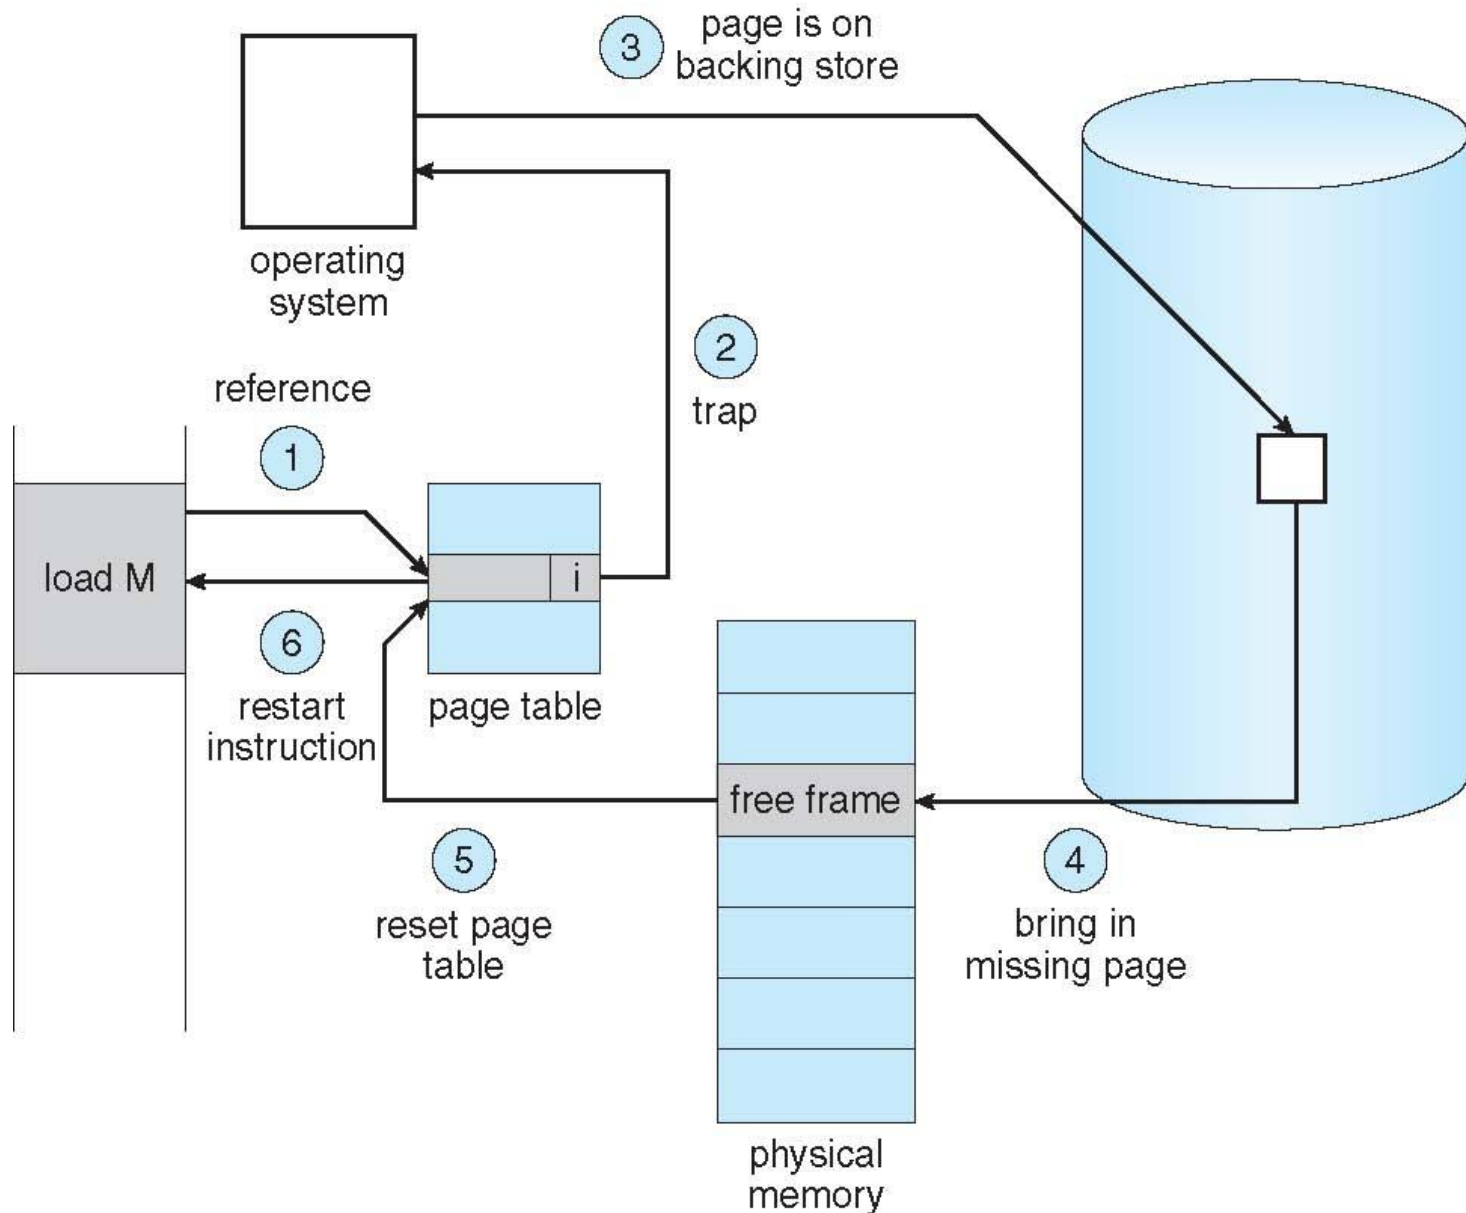 3
page is on
backing store
operating
system
2
trap
reference
1
load M
i
6
restart
instruction
page table
free frame
5
reset page
table
4
bring in
missing page
physical
memory